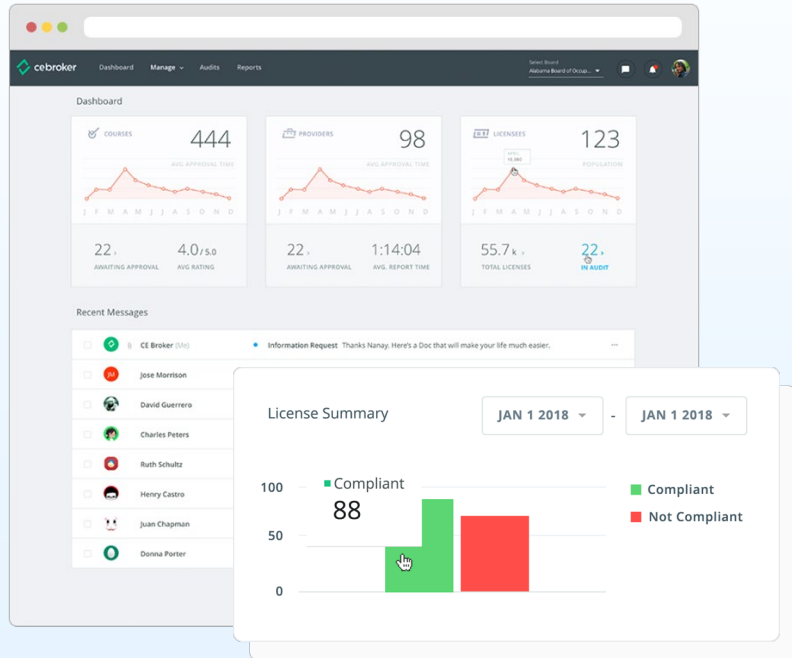 cebroker
Dashboard Manage Audits Reports
Select Board
Alabama Board of Occup...
Dashboard
COURSES 444
AVG APPROVAL TIME
J F M A M J J A S O N D
22
AWAITING APPROVAL
4.0 / 5.0
AVG RATING
PROVIDERS 98
AVG APPROVAL TIME
J F M A M J J A S O N D
22
AWAITING APPROVAL
1:14:04
AVG. REPORT TIME
LICENSEES 123
POPULATION
APRIL
J F M A M J J A S O N D
55.7 k
TOTAL LICENSES
22
IN AUDIT
Recent Messages
CE Broker (Me) Information Request Thanks Nanay. Here's a Doc that will make your life much easier.
JM Jose Morrison
David Guerrero
Charles Peters
Ruth Schultz
Henry Castro
Juan Chapman
Donna Porter
License Summary
JAN 1 2018 - JAN 1 2018
100
50
0
Compliant
88
Compliant
Not Compliant